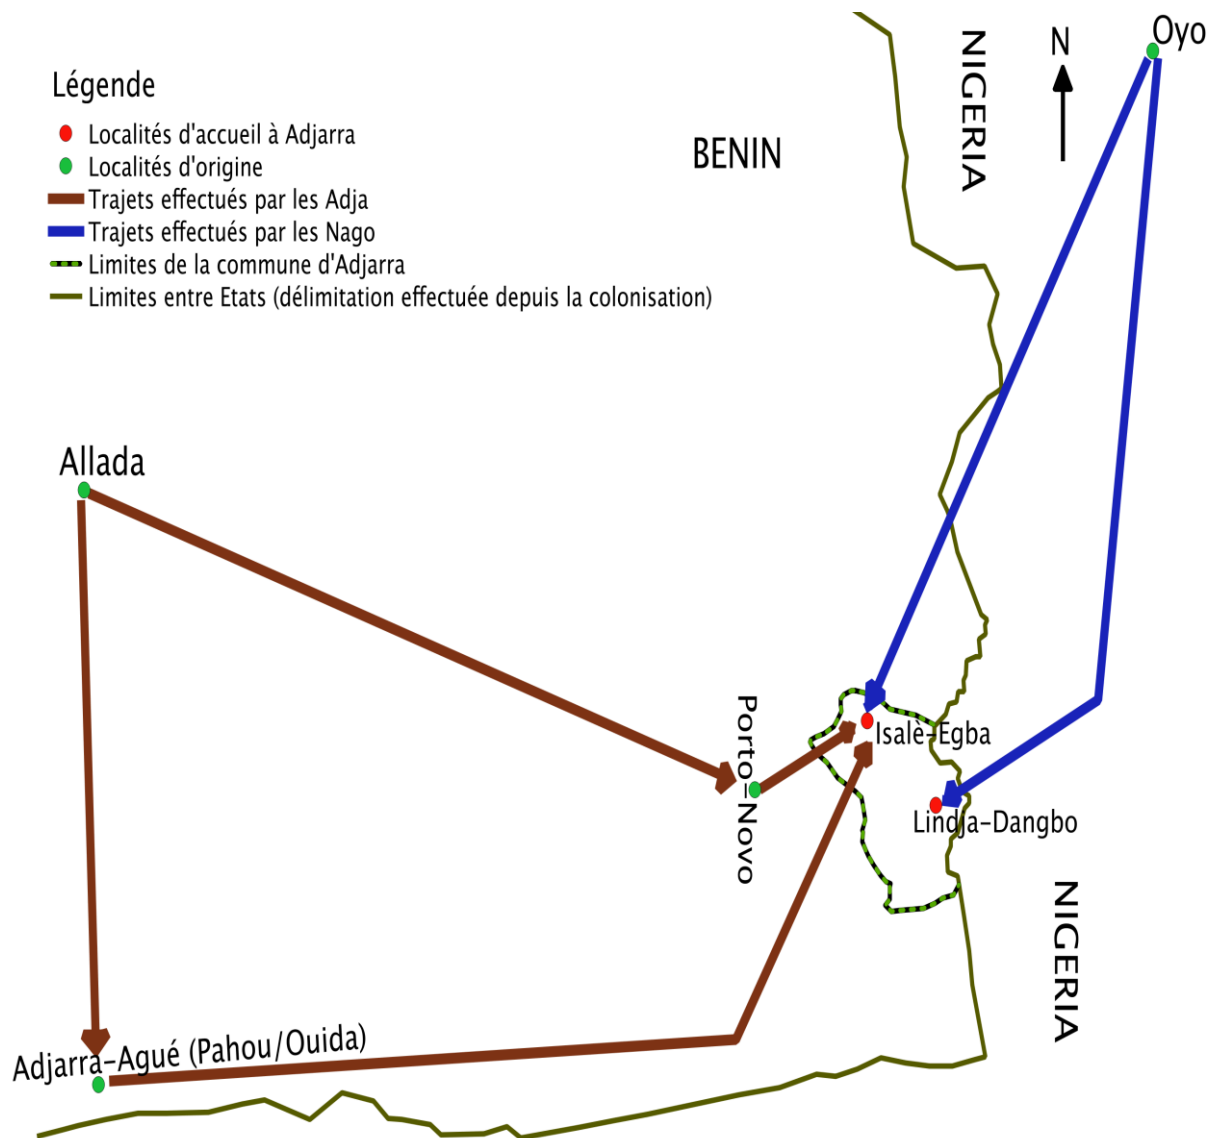 Oyo
N
NIGERIA
BENIN
Légende
Localités d'accueil à Adjarra
Localités d'origine
Trajets effectués par les Adja
Trajets effectués par les Nago
Limites de la commune d'Adjarra
Limites entre Etats (délimitation effectuée depuis la colonisation)
Allada
Porto-Novo
Isalè-Egba
Lindja-Dangbo
NIGERIA
Adjarra-Agué (Pahou/Ouida)